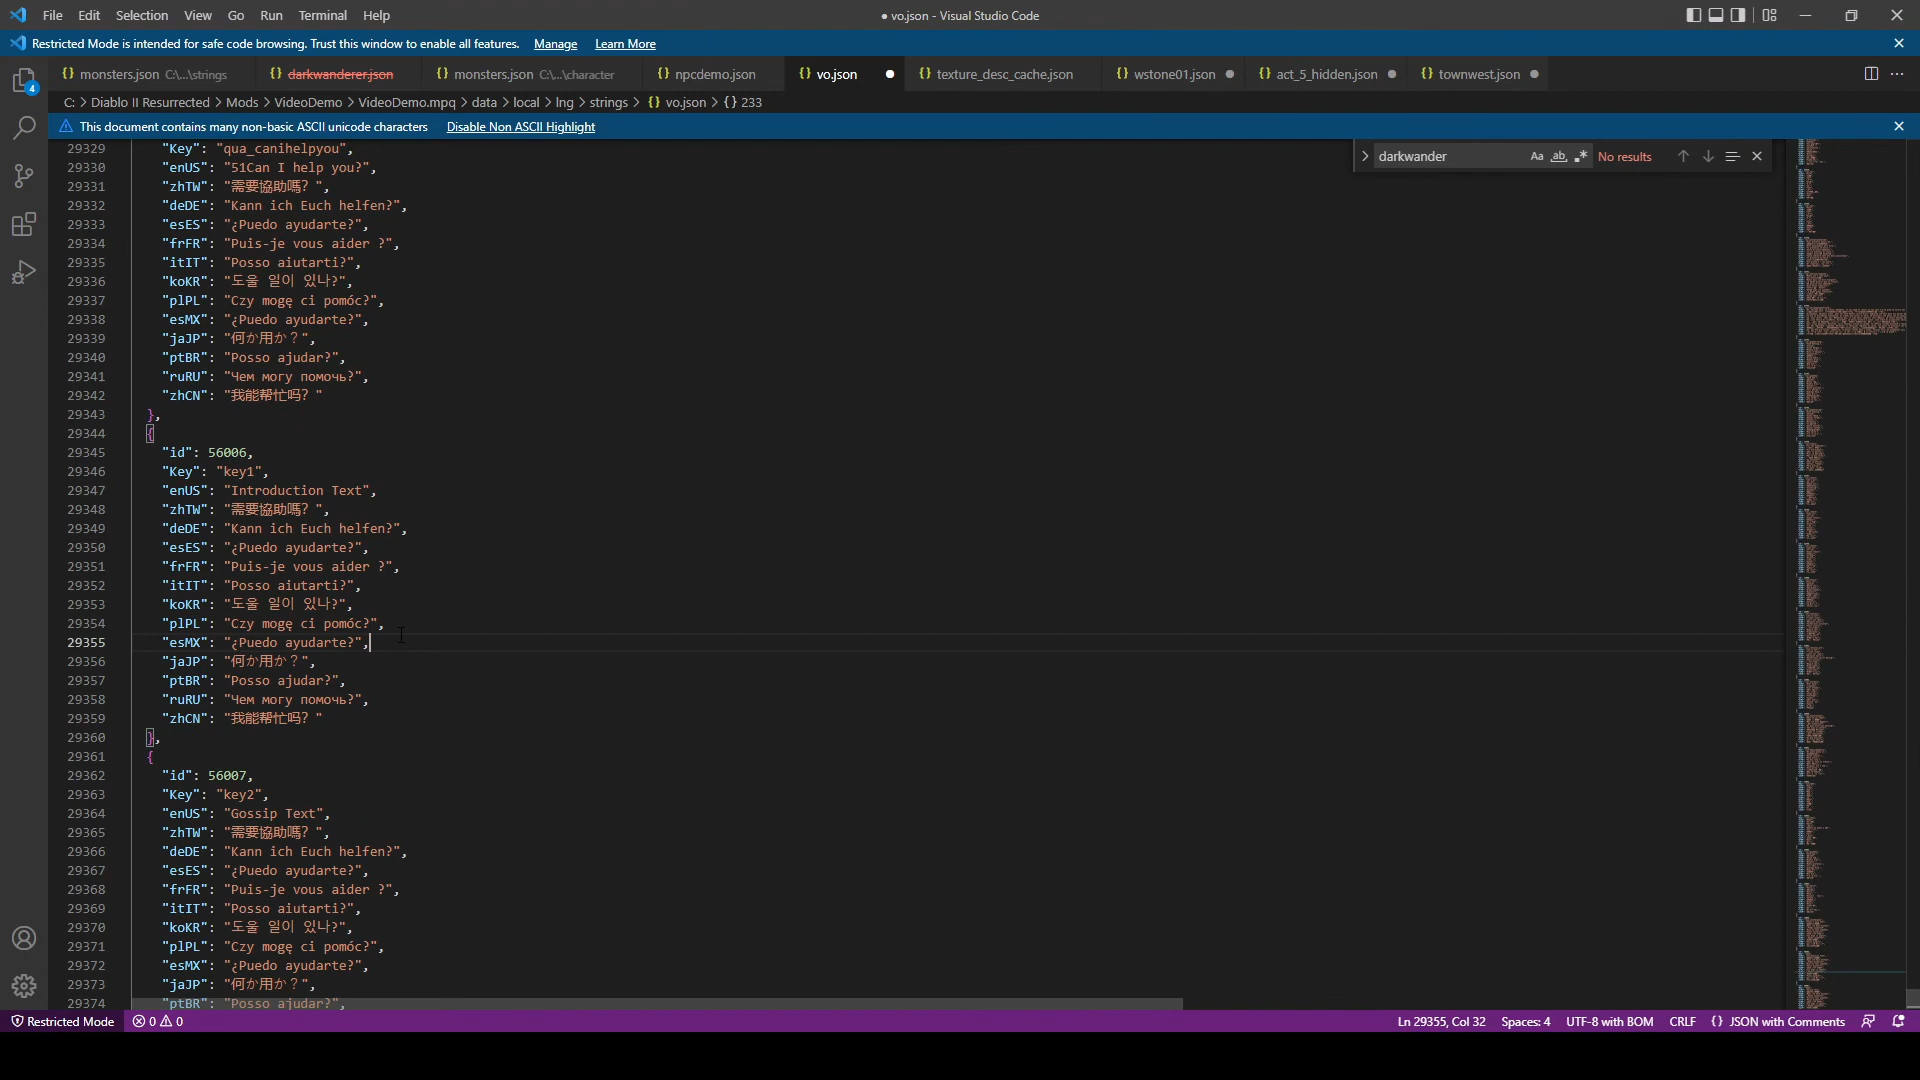 File Edit Selection View Go Run Terminal Help
● vo.json - Visual Studio Code
Restricted Mode is intended for safe code browsing. Trust this window to enable all features. Manage Learn More
monsters.json C:\...\strings
darkwanderer.json
monsters.json C:\...\character
npcdemo.json
vo.json
texture_desc_cache.json
wstone01.json
act_5_hidden.json
townwest.json
C: > Diablo II Resurrected > Mods > VideoDemo > VideoDemo.mpq > data > local > lng > strings > {} vo.json > {} 233
This document contains many non-basic ASCII unicode characters Disable Non ASCII Highlight
darkwander Aa ab No results
29329 "Key": "qua_canihelpyou",
29330 "enUS": "51Can I help you?",
29331 "zhTW": "需要協助嗎？",
29332 "deDE": "Kann ich Euch helfen?",
29333 "esES": "¿Puedo ayudarte?",
29334 "frFR": "Puis-je vous aider ?",
29335 "itIT": "Posso aiutarti?",
29336 "koKR": "도울 일이 있나?",
29337 "plPL": "Czy mogę ci pomóc?",
29338 "esMX": "¿Puedo ayudarte?",
29339 "jaJP": "何か用か？",
29340 "ptBR": "Posso ajudar?",
29341 "ruRU": "Чем могу помочь?",
29342 "zhCN": "我能帮忙吗？"
29343 },
29344 {
29345 "id": 56006,
29346 "Key": "key1",
29347 "enUS": "Introduction Text",
29348 "zhTW": "需要協助嗎？",
29349 "deDE": "Kann ich Euch helfen?",
29350 "esES": "¿Puedo ayudarte?",
29351 "frFR": "Puis-je vous aider ?",
29352 "itIT": "Posso aiutarti?",
29353 "koKR": "도울 일이 있나?",
29354 "plPL": "Czy mogę ci pomóc?",
29355 "esMX": "¿Puedo ayudarte?",
29356 "jaJP": "何か用か？",
29357 "ptBR": "Posso ajudar?",
29358 "ruRU": "Чем могу помочь?",
29359 "zhCN": "我能帮忙吗？"
29360 },
29361 {
29362 "id": 56007,
29363 "Key": "key2",
29364 "enUS": "Gossip Text",
29365 "zhTW": "需要協助嗎？",
29366 "deDE": "Kann ich Euch helfen?",
29367 "esES": "¿Puedo ayudarte?",
29368 "frFR": "Puis-je vous aider ?",
29369 "itIT": "Posso aiutarti?",
29370 "koKR": "도울 일이 있나?",
29371 "plPL": "Czy mogę ci pomóc?",
29372 "esMX": "¿Puedo ayudarte?",
29373 "jaJP": "何か用か？",
29374 "ptBR": "Posso ajudar?",
4
Restricted Mode 0 0 Ln 29355, Col 32 Spaces: 4 UTF-8 with BOM CRLF {} JSON with Comments